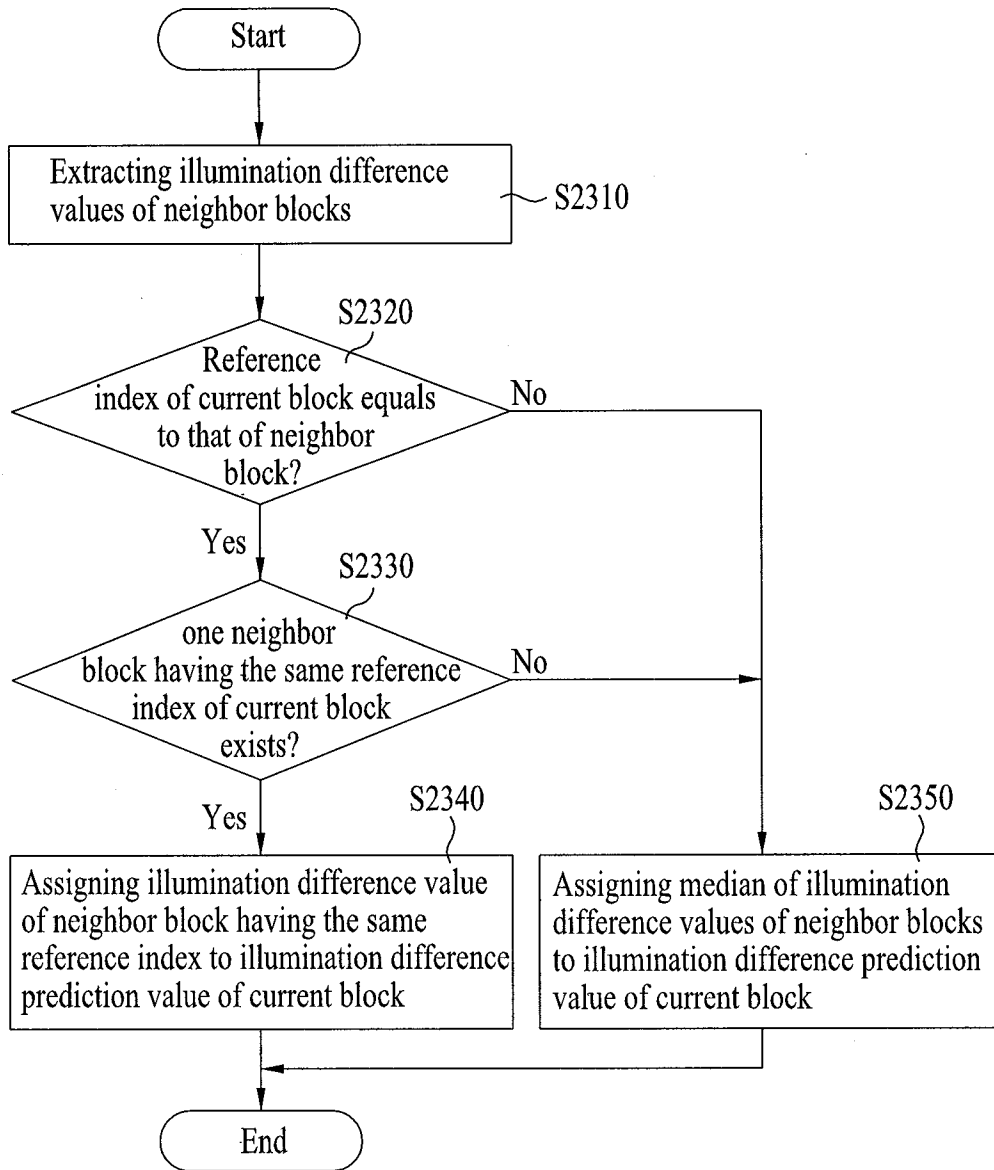 Start
Extracting illumination difference
values of neighbor blocks
S2310
S2320
Reference
index of current block equals
to that of neighbor
block?
No
Yes
S2330
one neighbor
block having the same reference
index of current block
exists?
No
Yes
S2340
Assigning illumination difference value
of neighbor block having the same
reference index to illumination difference
prediction value of current block
S2350
Assigning median of illumination
difference values of neighbor blocks
to illumination difference prediction
value of current block
End